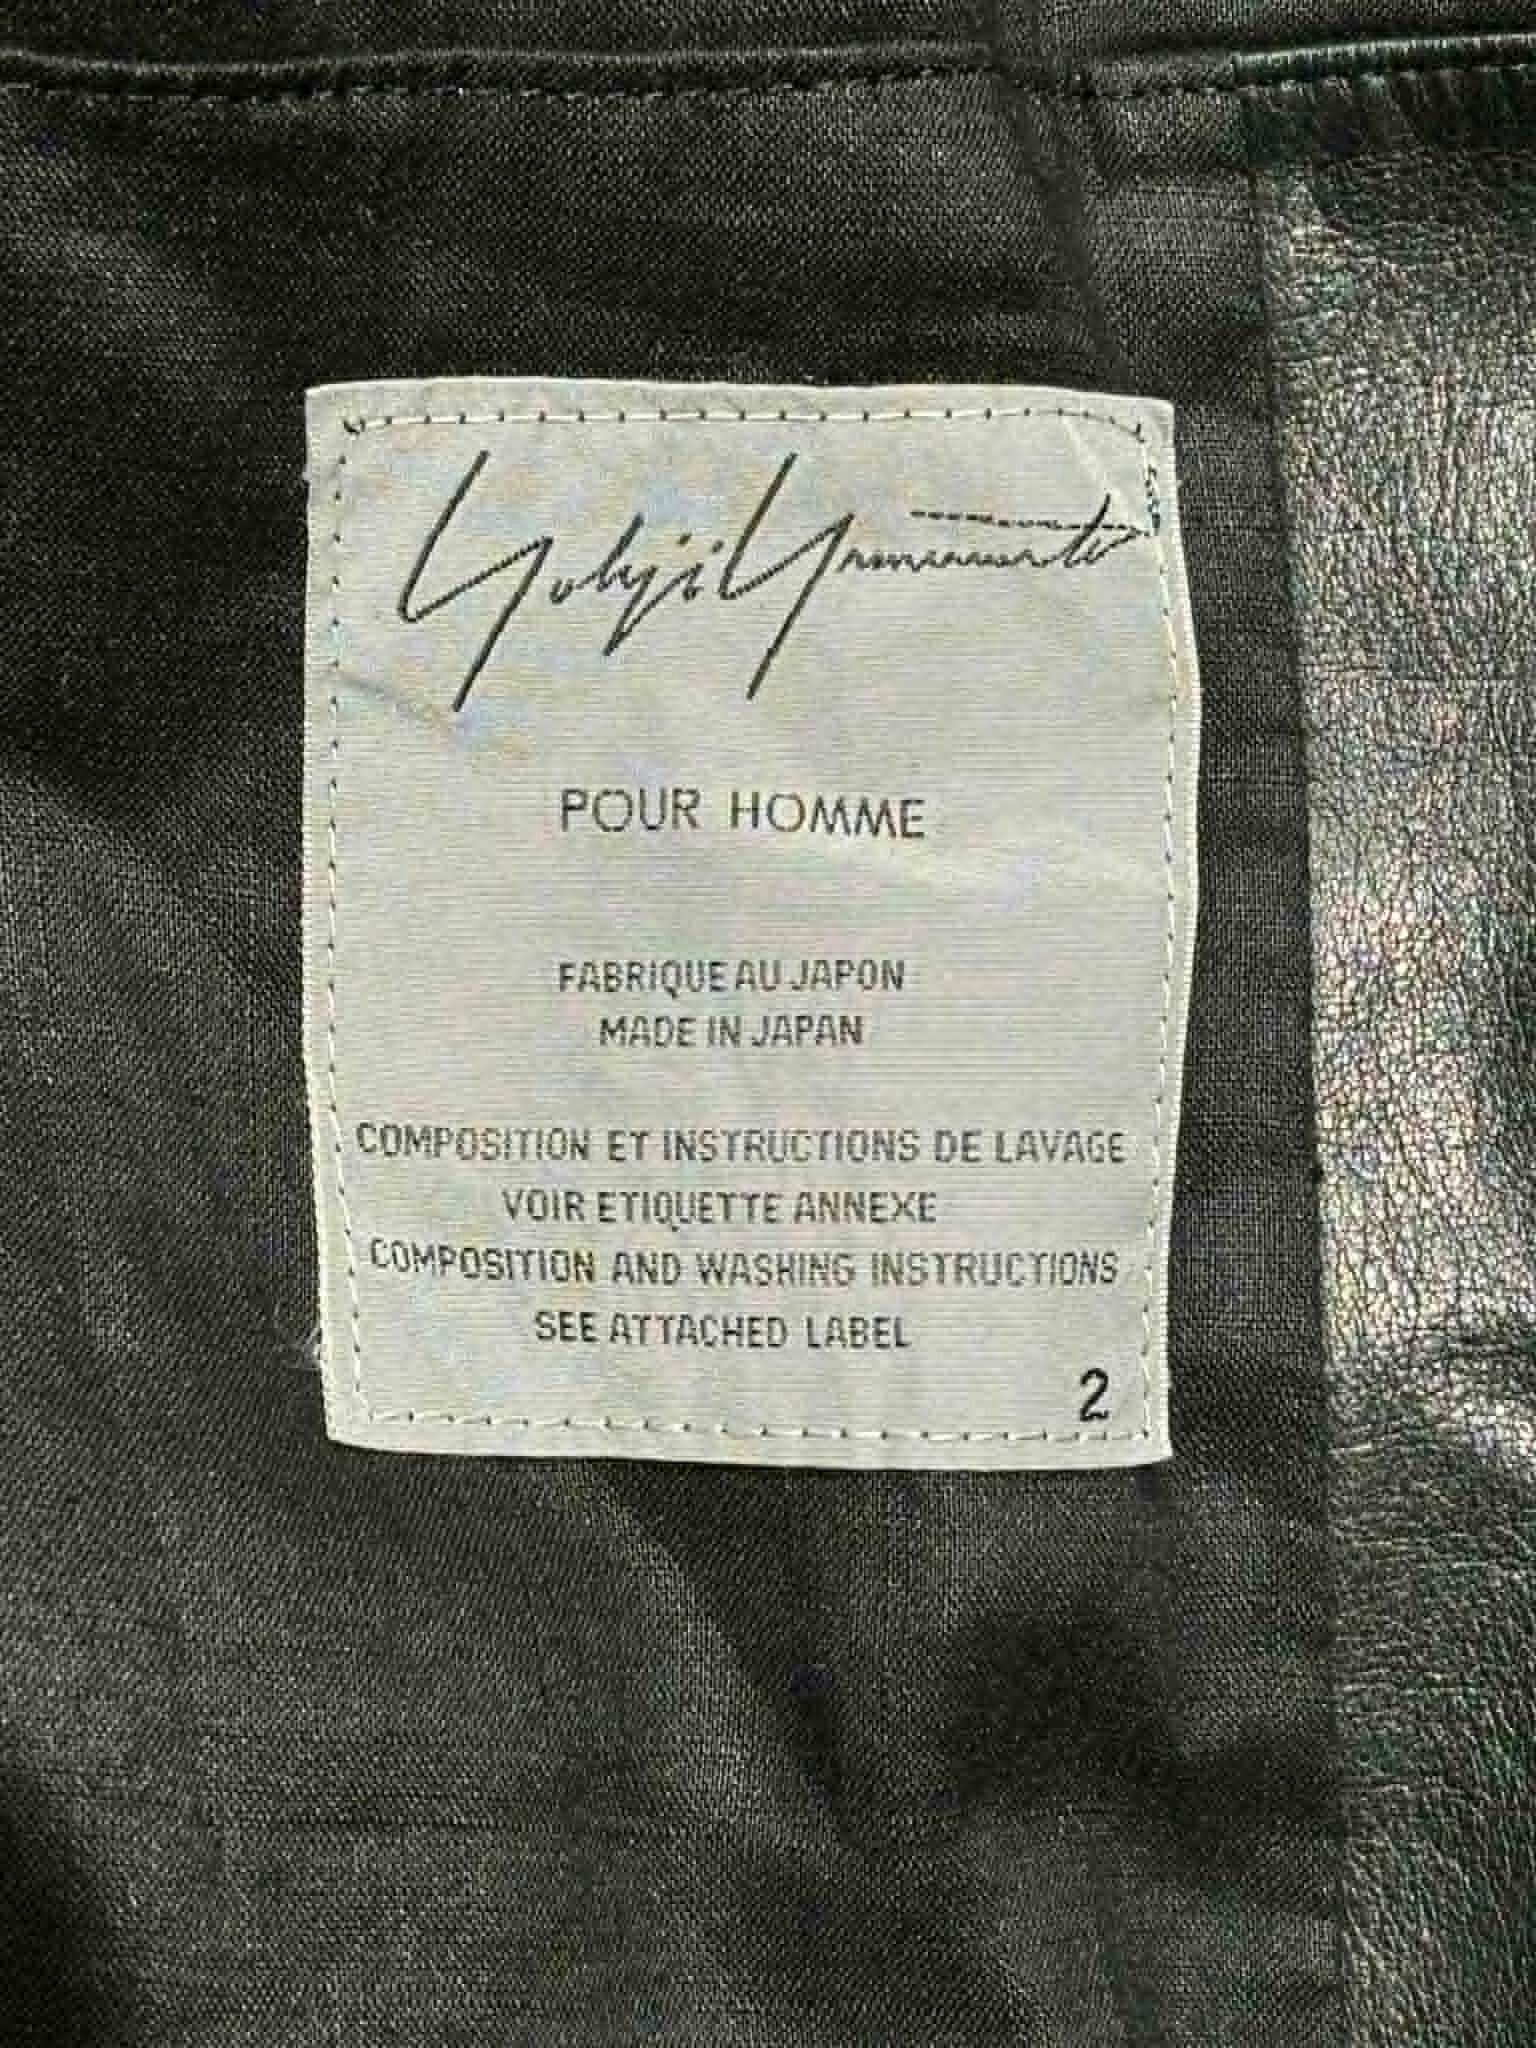 Yohji Yamamoto
POUR HOMME
FABRIQUE AU JAPON
MADE IN JAPAN
COMPOSITION ET INSTRUCTIONS DE LAVAGE
VOIR ETIQUETTE ANNEXE
COMPOSITION AND WASHING INSTRUCTIONS
SEE ATTACHED LABEL
2